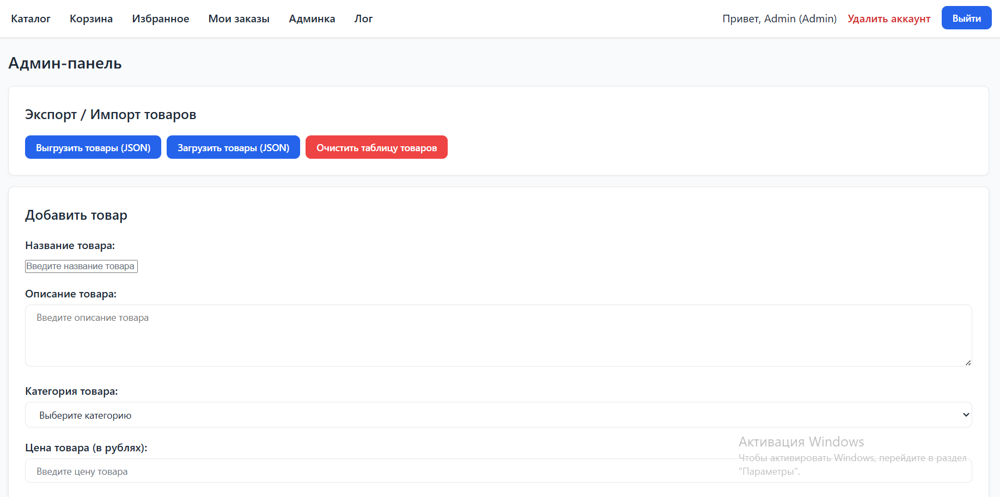 Каталог Корзина Избранное Мои заказы Админка Лог Привет, Admin (Admin) Удалить аккаунт Выйти
Админ-панель
Экспорт / Импорт товаров
Выгрузить товары (JSON) Загрузить товары (JSON) Очистить таблицу товаров
Добавить товар
Название товара:
Введите название товара
Описание товара:
Введите описание товара
Категория товара:
Выберите категорию
Цена товара (в рублях):
Введите цену товара
Активация Windows
Чтобы активировать Windows, перейдите в раздел
"Параметры".